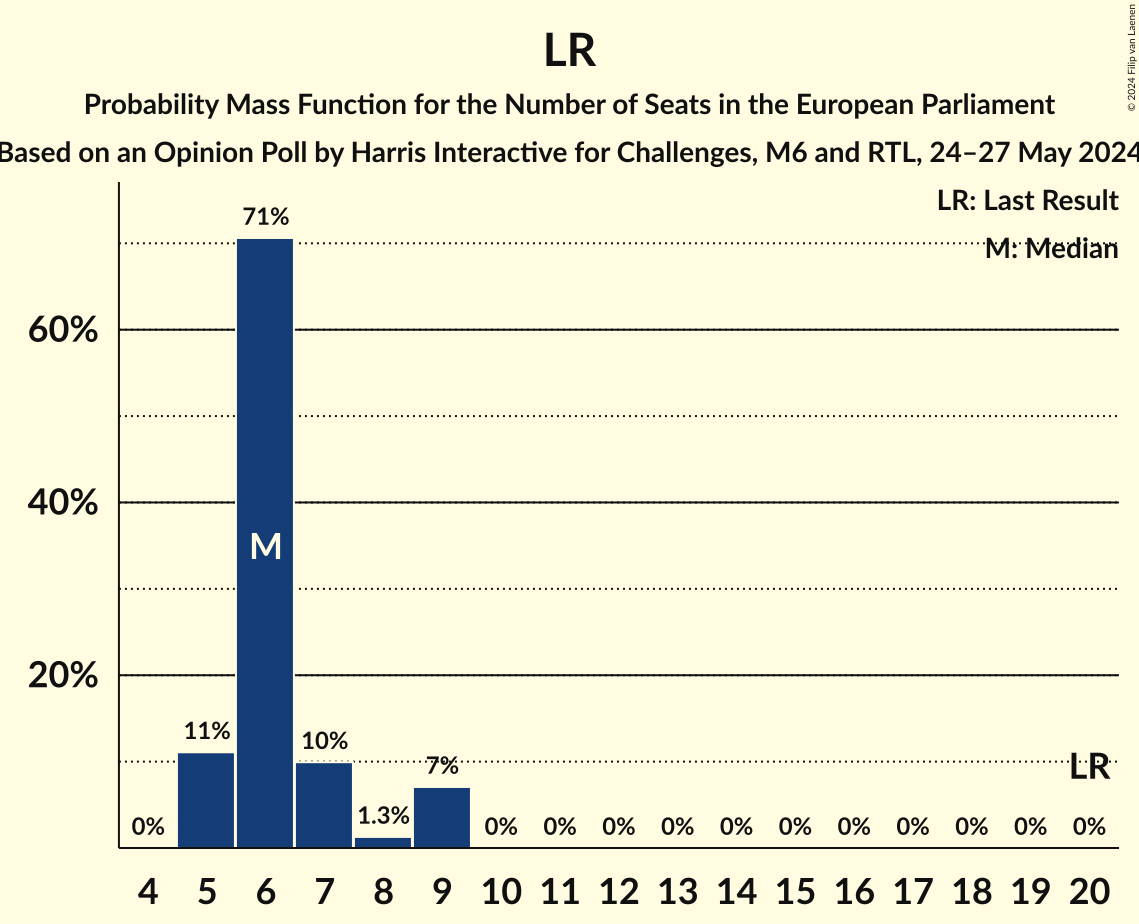 LR
Probability Mass Function for the Number of Seats in the European Parliament
Based on an Opinion Poll by Harris Interactive for Challenges, M6 and RTL, 24–27 May 2024
© 2024 Filip van Laenen
LR: Last Result
M: Median
71%
60%
40%
M
20%
11%
10%
7%
LR
1.3%
0% 0% 0% 0% 0% 0% 0% 0% 0% 0% 0% 0%
4 5 6 7 8 9 10 11 12 13 14 15 16 17 18 19 20